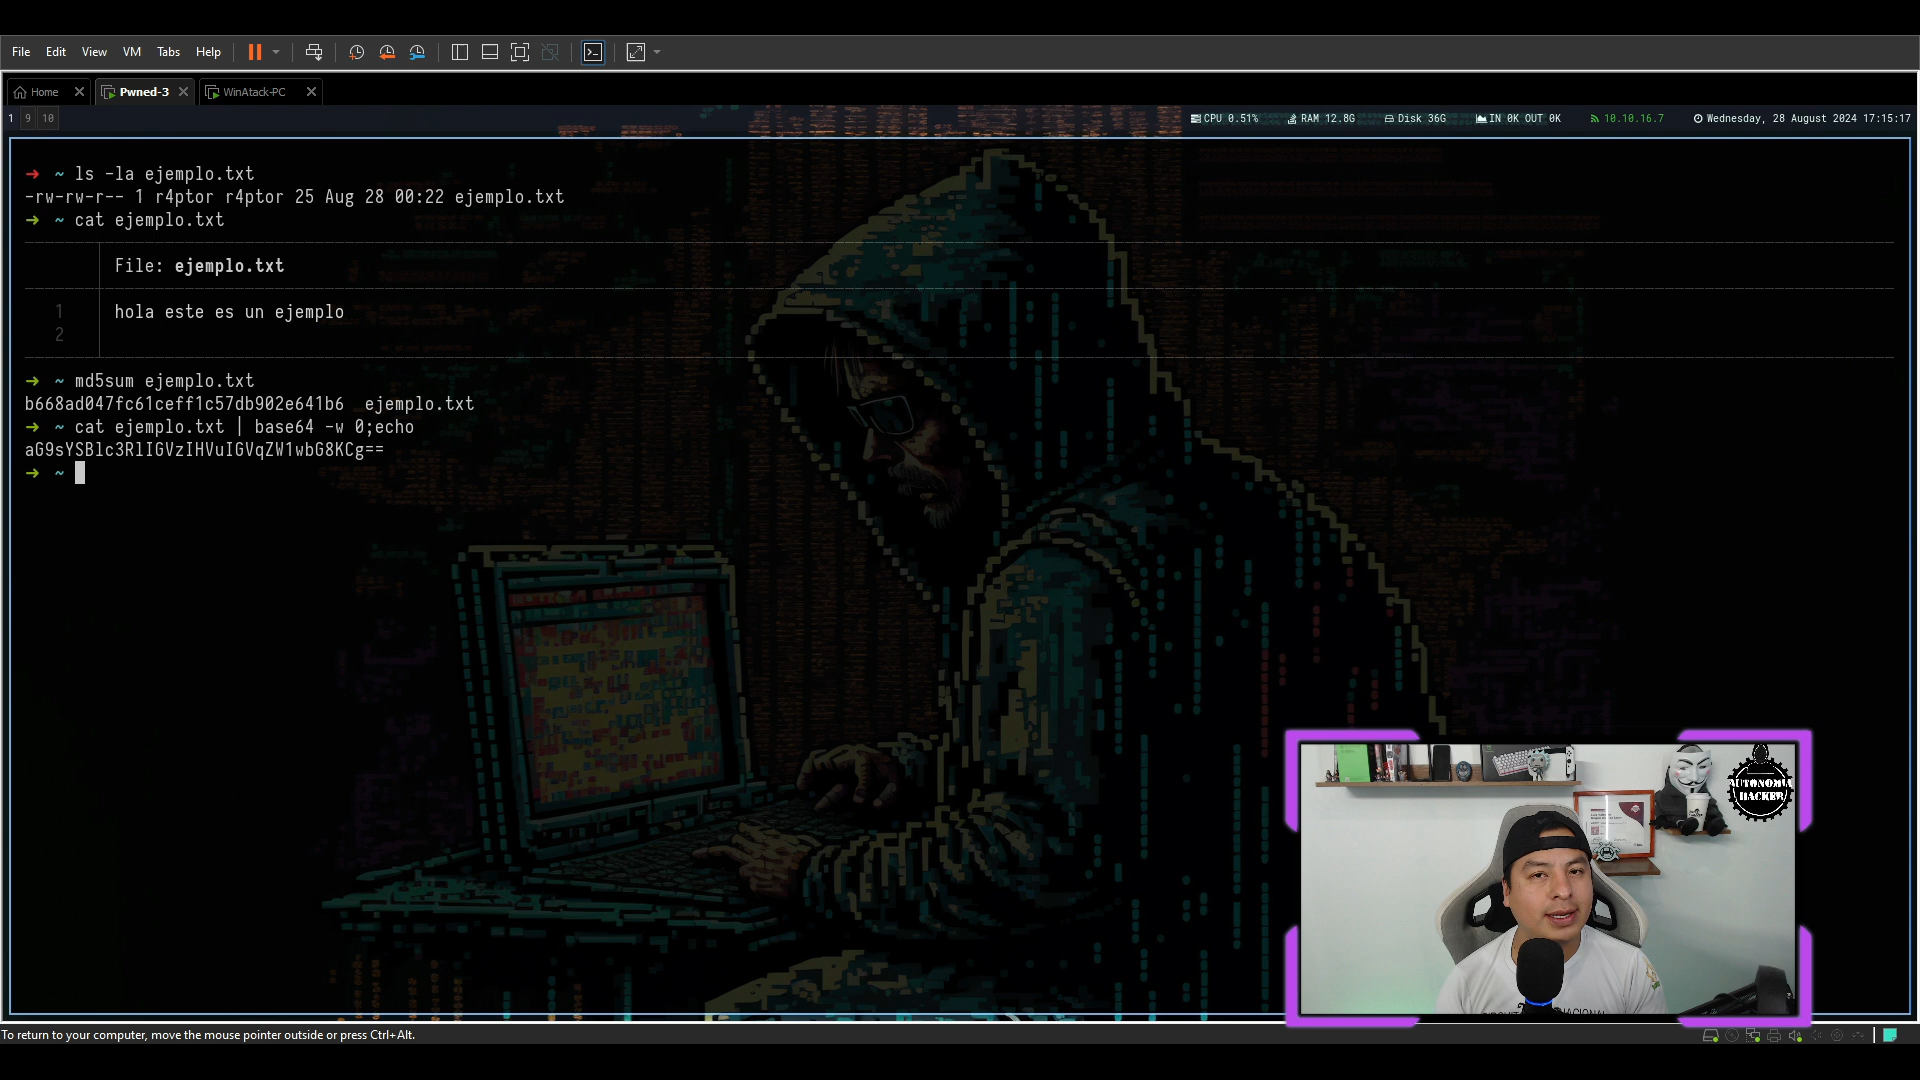 File Edit View VM Tabs Help
Home Pwned-3 WinAtack-PC
1 9 10 CPU 0.51% RAM 12.8G Disk 36G IN 0K OUT 0K 10.10.16.7 Wednesday, 28 August 2024 17:15:17
➜ ~ ls -la ejemplo.txt
-rw-rw-r-- 1 r4ptor r4ptor 25 Aug 28 00:22 ejemplo.txt
➜ ~ cat ejemplo.txt
File: ejemplo.txt
1 hola este es un ejemplo
2
➜ ~ md5sum ejemplo.txt
b668ad047fc61ceff1c57db902e641b6 ejemplo.txt
➜ ~ cat ejemplo.txt | base64 -w 0;echo
aG9sYSBlc3RlIGVzIHVuIGVqZW1wbG8KCg==
➜ ~
AUTONOMIA
HACKER
To return to your computer, move the mouse pointer outside or press Ctrl+Alt.